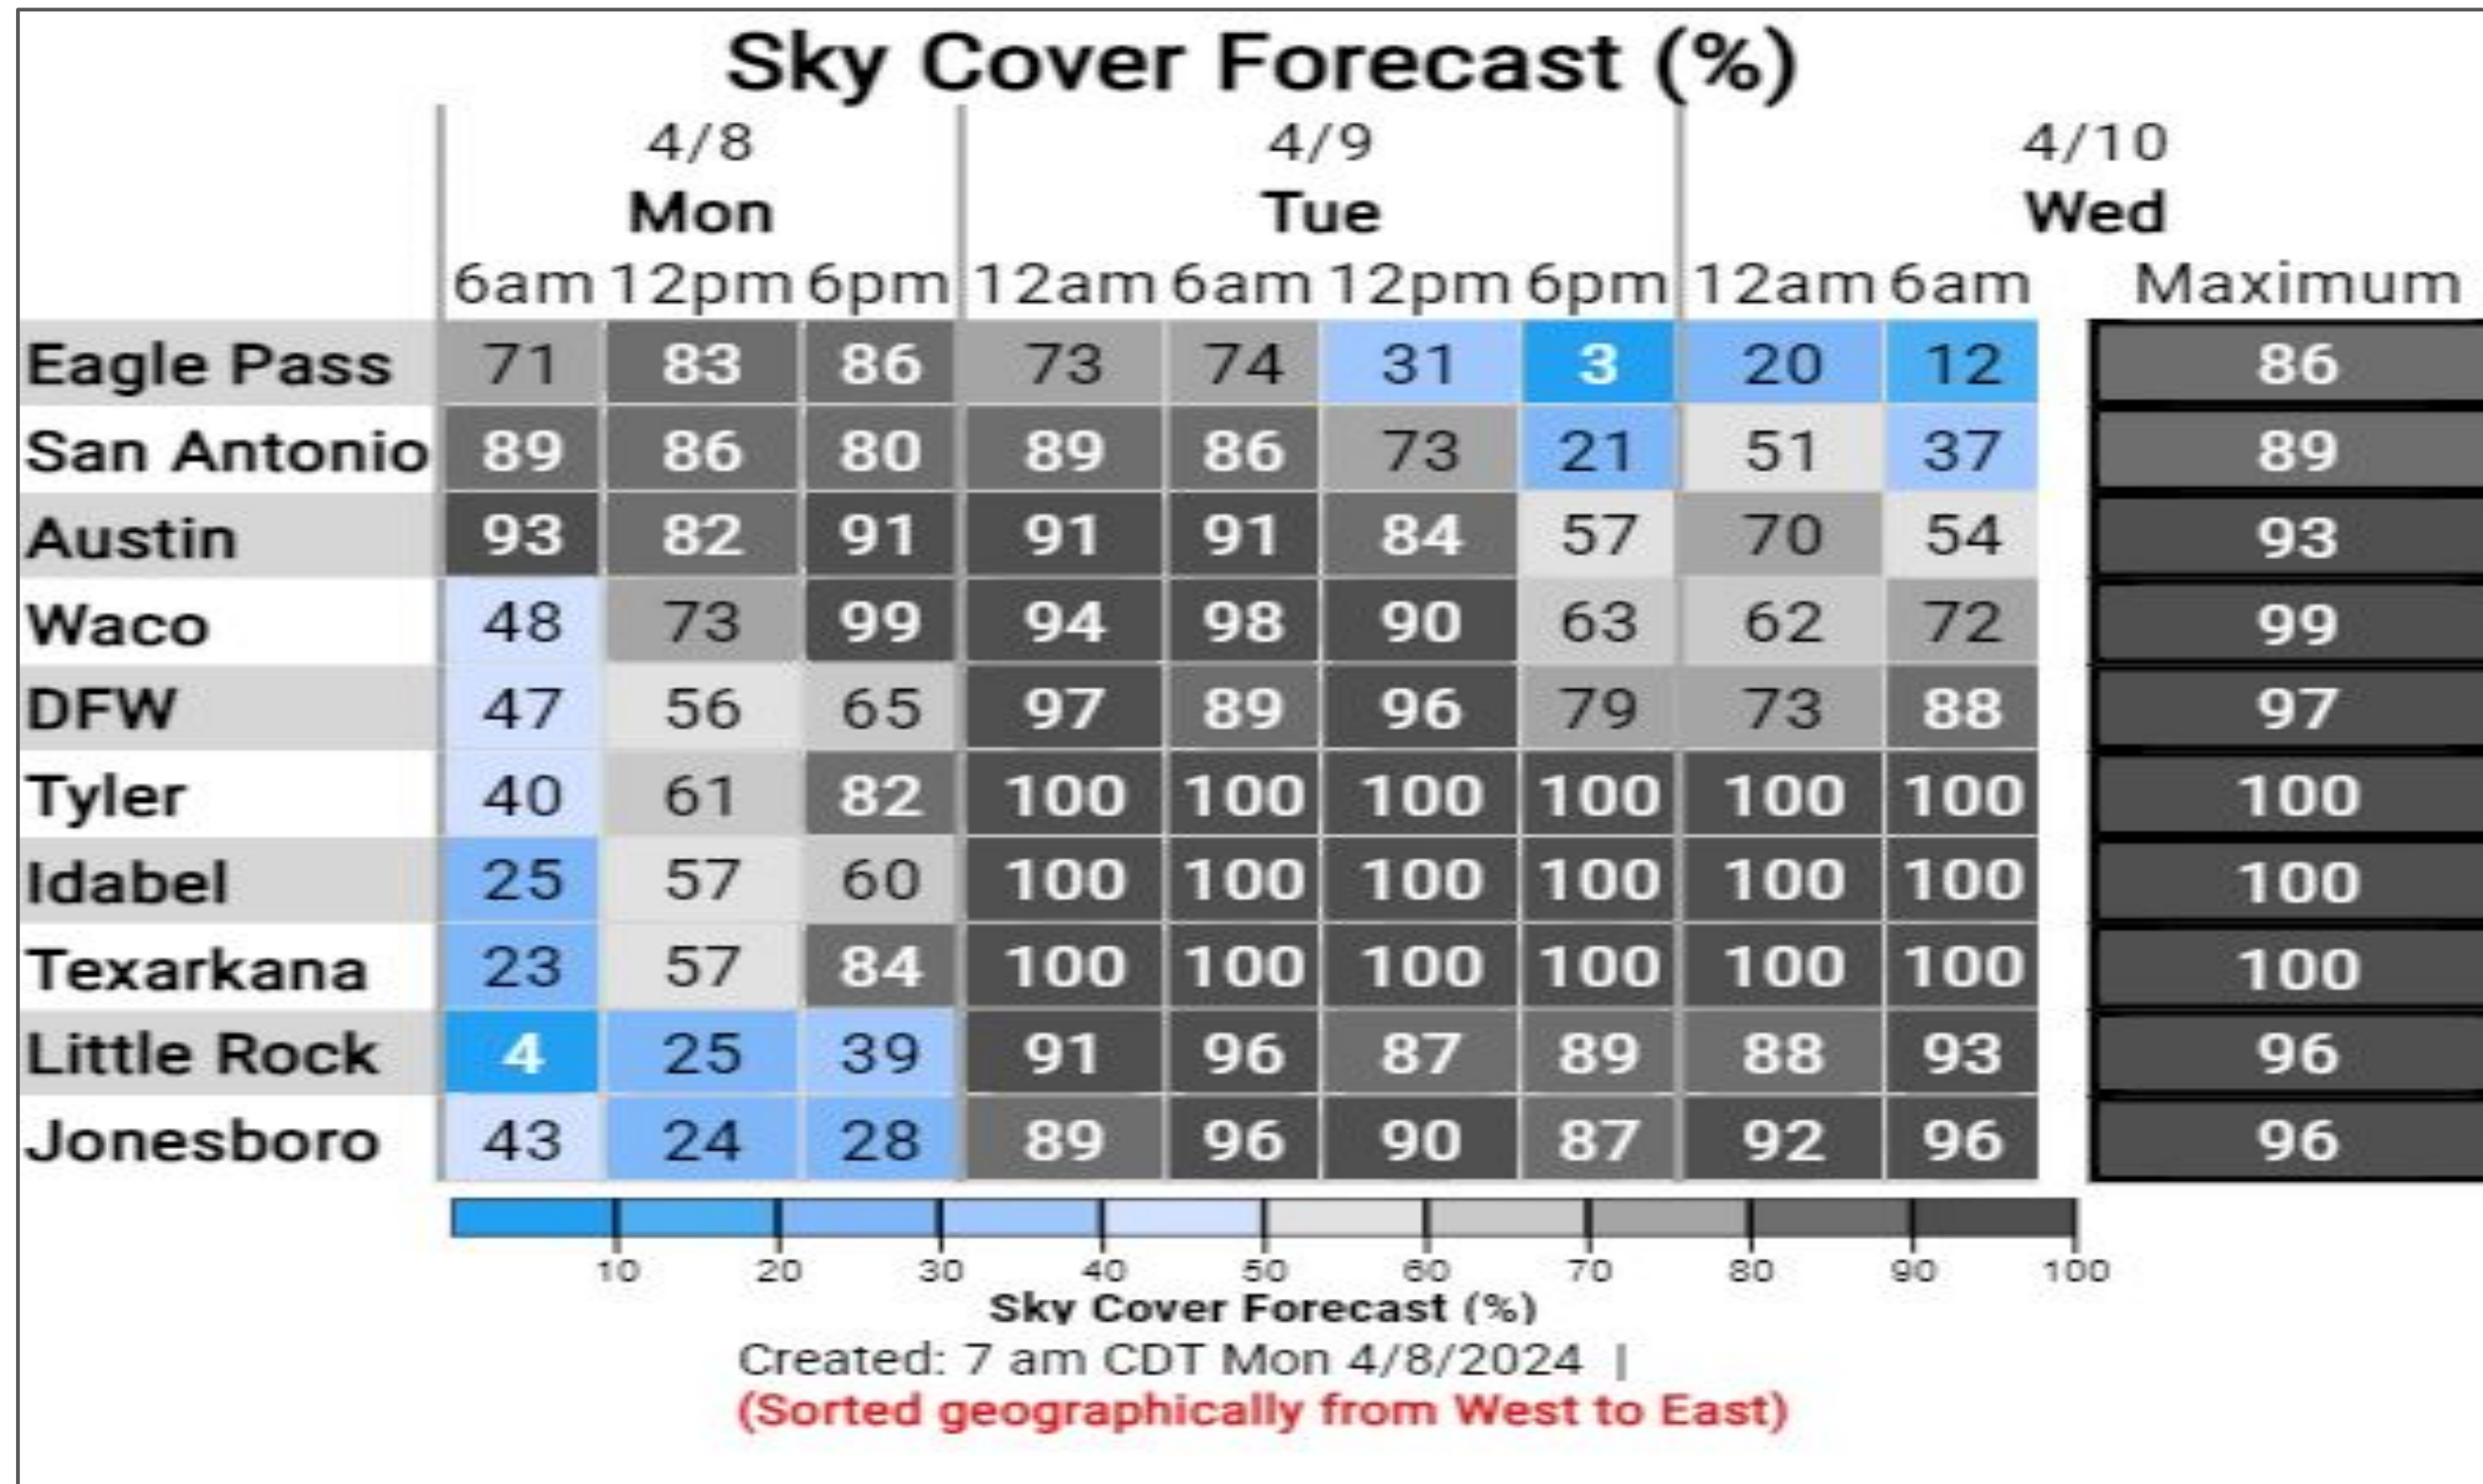 Sky Cover Forecast (%)
4/8 4/9 4/10
Mon Tue Wed
6am 12pm 6pm 12am 6am 12pm 6pm 12am 6am Maximum
Eagle Pass 71 83 86 73 74 31 3 20 12 86
San Antonio 89 86 80 89 86 73 21 51 37 89
Austin 93 82 91 91 91 84 57 70 54 93
Waco 48 73 99 94 98 90 63 62 72 99
DFW 47 56 65 97 89 96 79 73 88 97
Tyler 40 61 82 100 100 100 100 100 100 100
Idabel 25 57 60 100 100 100 100 100 100 100
Texarkana 23 57 84 100 100 100 100 100 100 100
Little Rock 4 25 39 91 96 87 89 88 93 96
Jonesboro 43 24 28 89 96 90 87 92 96 96
10 20 30 40 50 60 70 80 90 100
Sky Cover Forecast (%)
Created: 7 am CDT Mon 4/8/2024 |
(Sorted geographically from West to East)